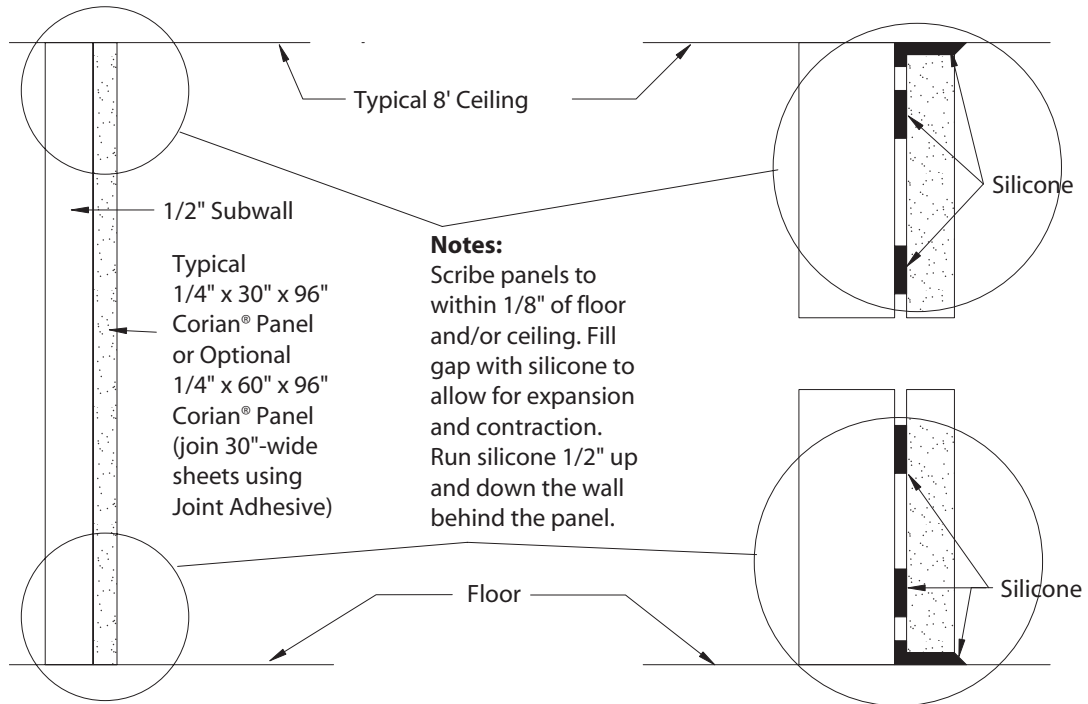 Typical 8' Ceiling
Silicone
1/2" Subwall
Typical
1/4" x 30" x 96"
Corian® Panel
or Optional
1/4" x 60" x 96"
Corian® Panel
(join 30"-wide
sheets using
Joint Adhesive)
Notes:
Scribe panels to
within 1/8" of floor
and/or ceiling. Fill
gap with silicone to
allow for expansion
and contraction.
Run silicone 1/2" up
and down the wall
behind the panel.
Floor
Silicone